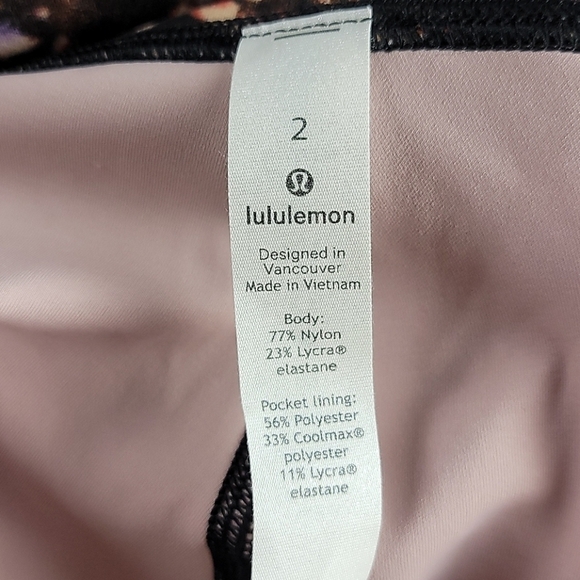 2
lululemon
Designed in
Vancouver
Made in Vietnam
Body:
77% Nylon
23% Lycra®
elastane
Pocket lining:
56% Polyester
33% Coolmax®
polyester
11% Lycra®
elastane